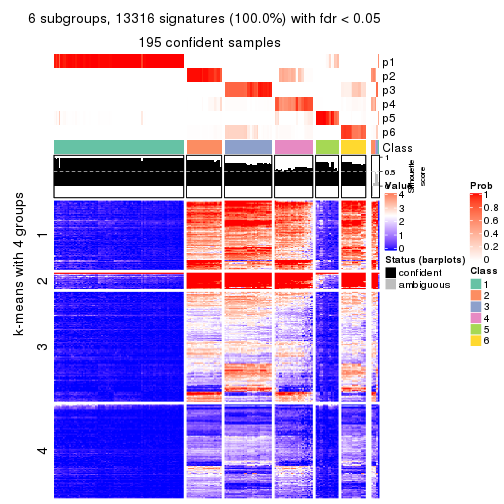 6 subgroups, 13316 signatures (100.0%) with fdr < 0.05
195 confident samples
p1
p2
p3
p4
p5
p6
Class
1
0.5
0
Silhouette
score
k-means with 4 groups
1
2
3
4
Value
4
3
2
1
0
Status (barplots)
confident
ambiguous
Prob
1
0.8
0.6
0.4
0.2
0
Class
1
2
3
4
5
6